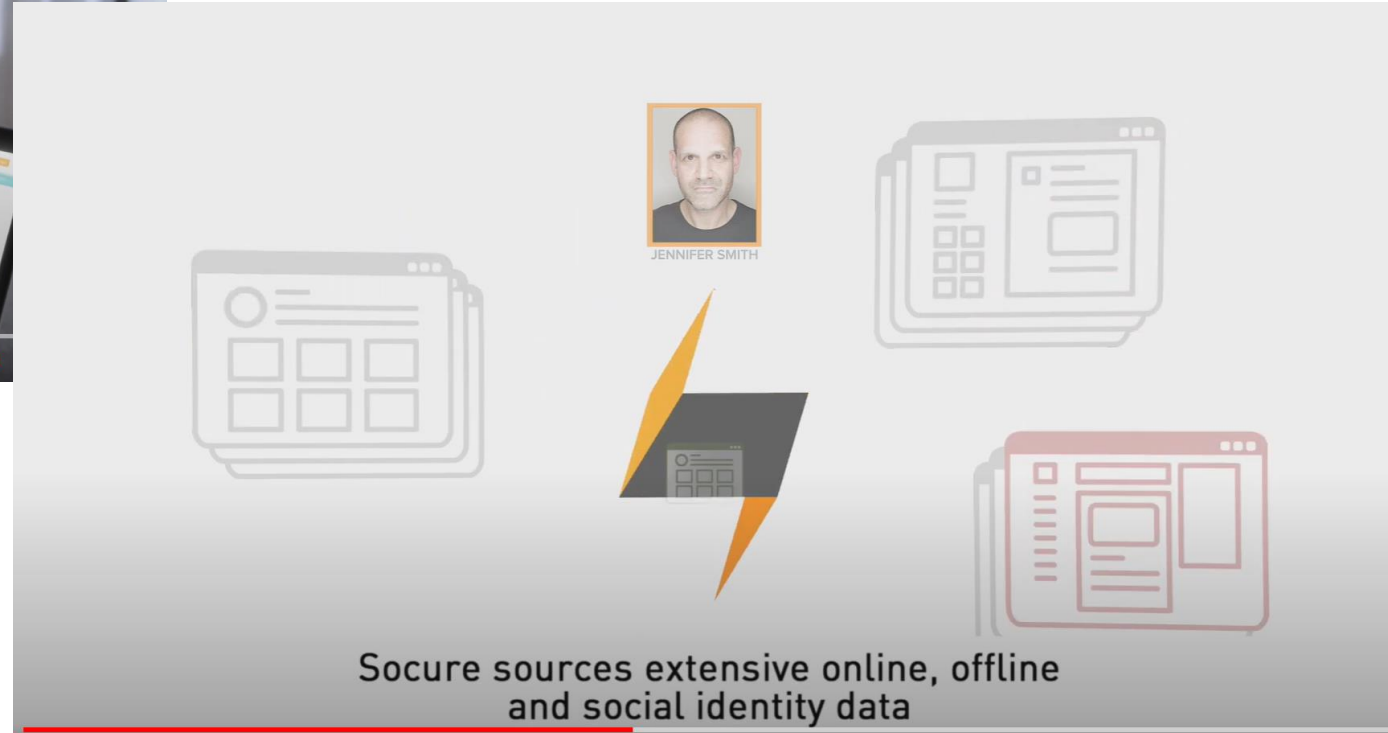 JENNIFER SMITH
Socure sources extensive online, offline
and social identity data